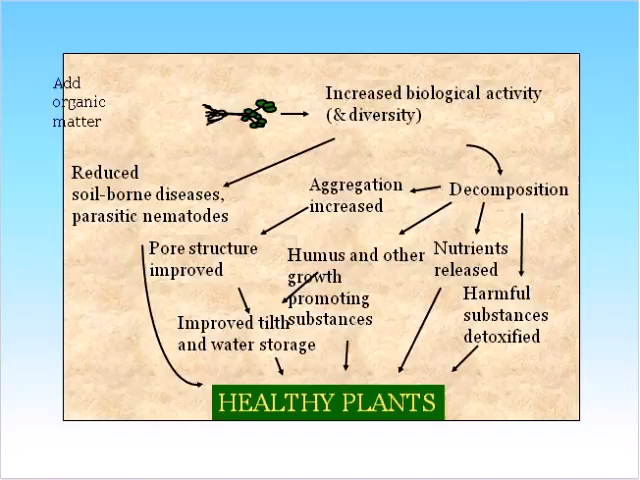 Add
organic
matter
Increased biological activity
(& diversity)
Reduced
soil-borne diseases,
parasitic nematodes
Aggregation
increased
Decomposition
Pore structure
improved
Humus and other
growth
promoting
substances
Nutrients
released
Harmful
substances
detoxified
Improved tilth
and water storage
HEALTHY PLANTS